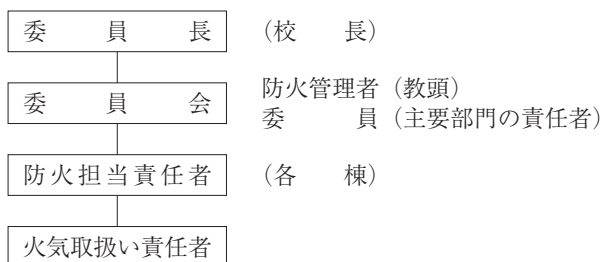 委員長 (校長)
防火管理者 (教頭)
委員会 委員 (主要部門の責任者)
防火担当責任者 (各棟)
火気取扱い責任者